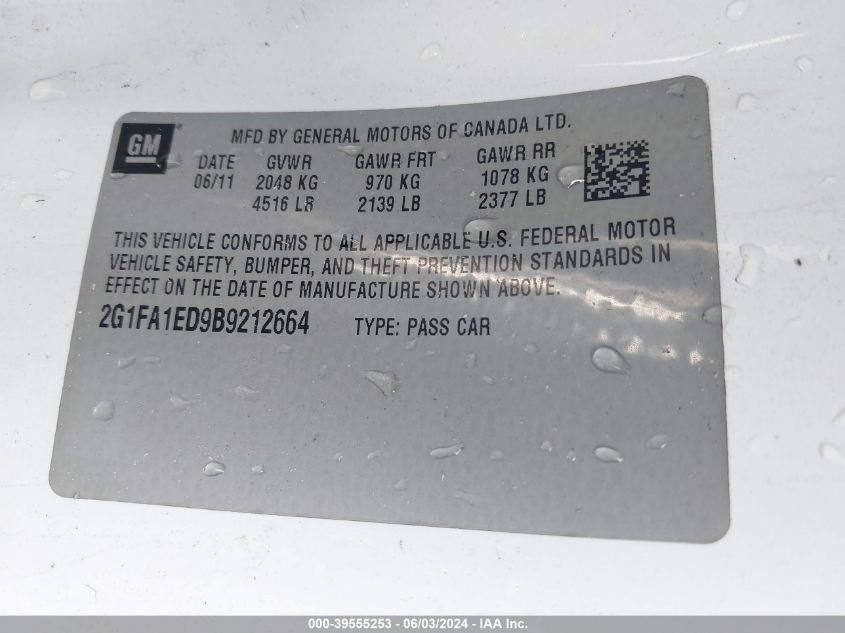 GM
MFD BY GENERAL MOTORS OF CANADA LTD.
DATE GVWR GAWR FRT GAWR RR
06/11 2048 KG 970 KG 1078 KG
4516 LB 2139 LB 2377 LB
THIS VEHICLE CONFORMS TO ALL APPLICABLE U.S. FEDERAL MOTOR
VEHICLE SAFETY, BUMPER, AND THEFT PREVENTION STANDARDS IN
EFFECT ON THE DATE OF MANUFACTURE SHOWN ABOVE.
2G1FA1ED9B9212664 TYPE: PASS CAR
000-39555253 - 06/03/2024 - IAA Inc.